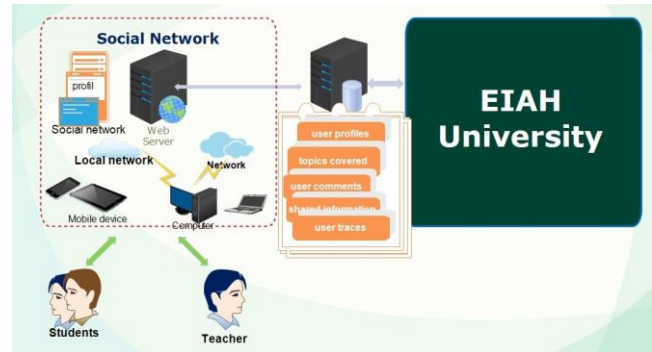 Social Network
profil
Social network
Web
Server
Local network
Network
Mobile device
Computer
Students
Teacher
user profiles
topics covered
user comments
shared information
user traces
EIAH
University